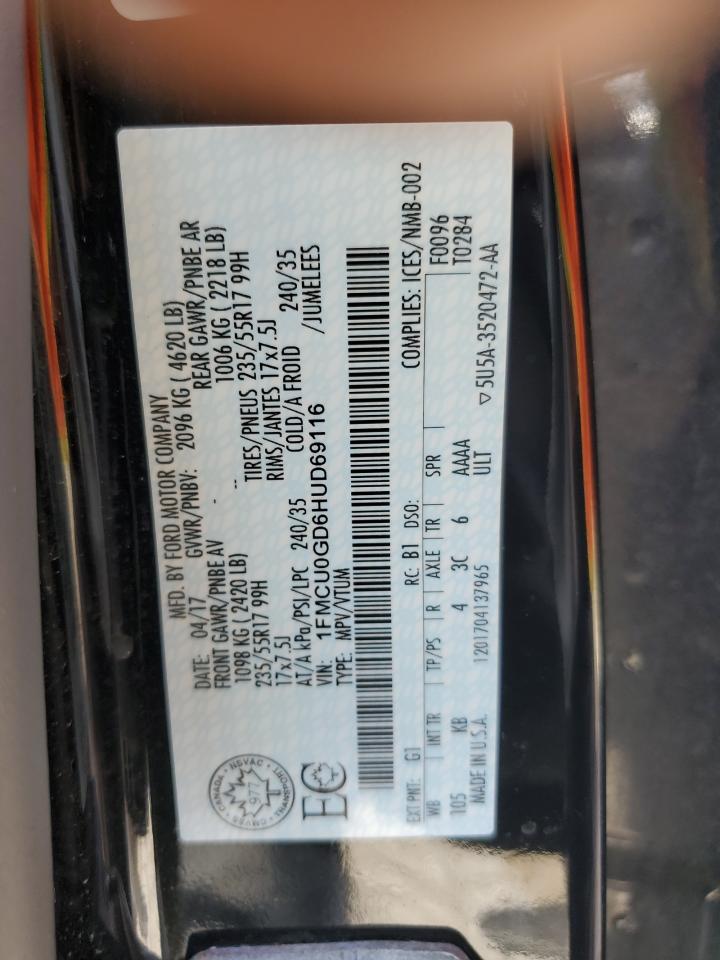 MFD. BY FORD MOTOR COMPANY
DATE: 04/17 GVWR/PNBV: 2096 KG ( 4620 LB)
FRONT GAWR/PNBE AV REAR GAWR/PNBE AR
1098 KG ( 2420 LB) 1006 KG ( 2218 LB)
235/55R17 99H TIRES/PNEUS 235/55R17 99H
17x7.5J RIMS/JANTES 17x7.5J
AT/A kPa/PSI/LPC 240/35 COLD/A FROID 240/35
VIN: 1FMCU0GD6HUD69116 /JUMELEES
TYPE: MPV/VTUM
CANADA • NSVAC • TRANSPORT • CMVSS •
977
EC
EXT PNT: G1 RC: B1 DSO: COMPLIES: ICES/NMB-002
WB INT TR TP/PS R AXLE TR SPR F0096
105 KB 4 3C 6 AAAA T0284
MADE IN U.S.A. 1201704137965 ULT
▽5U5A-3520472-AA